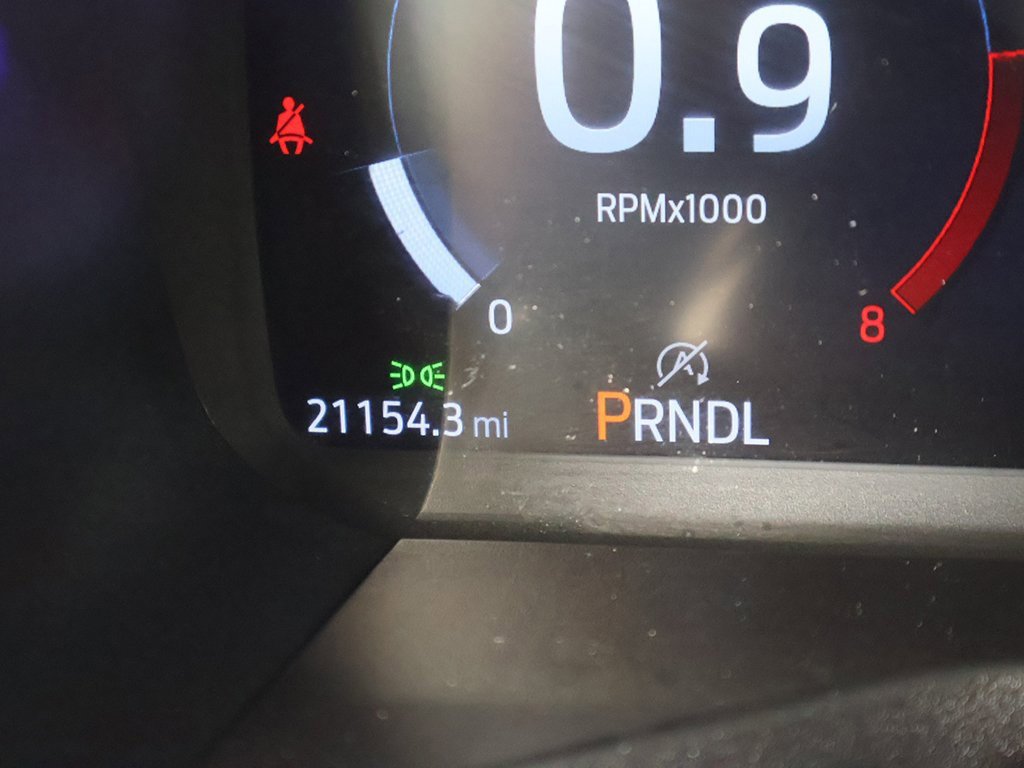 0.9
RPMx1000
0
8
A
21154.3 mi
PRNDL